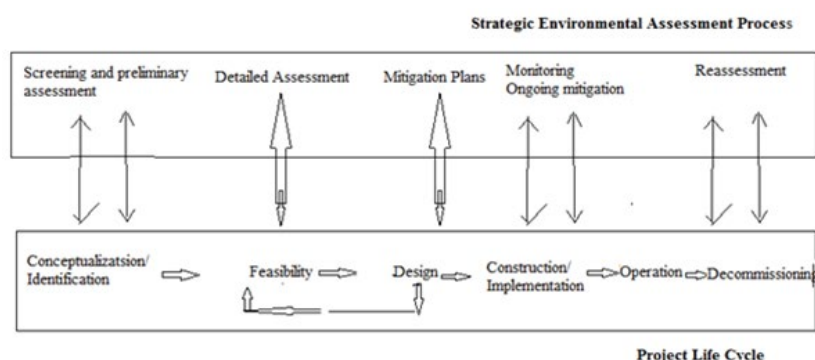 Strategic Environmental Assessment Process
Screening and preliminary
assessment
Detailed Assessment
Mitigation Plans
Monitoring
Ongoing mitigation
Reassessment
Conceptualizatsion/
Identification
Feasibility
Design
Construction/
Implementation
Operation
Decommissioning
Project Life Cycle